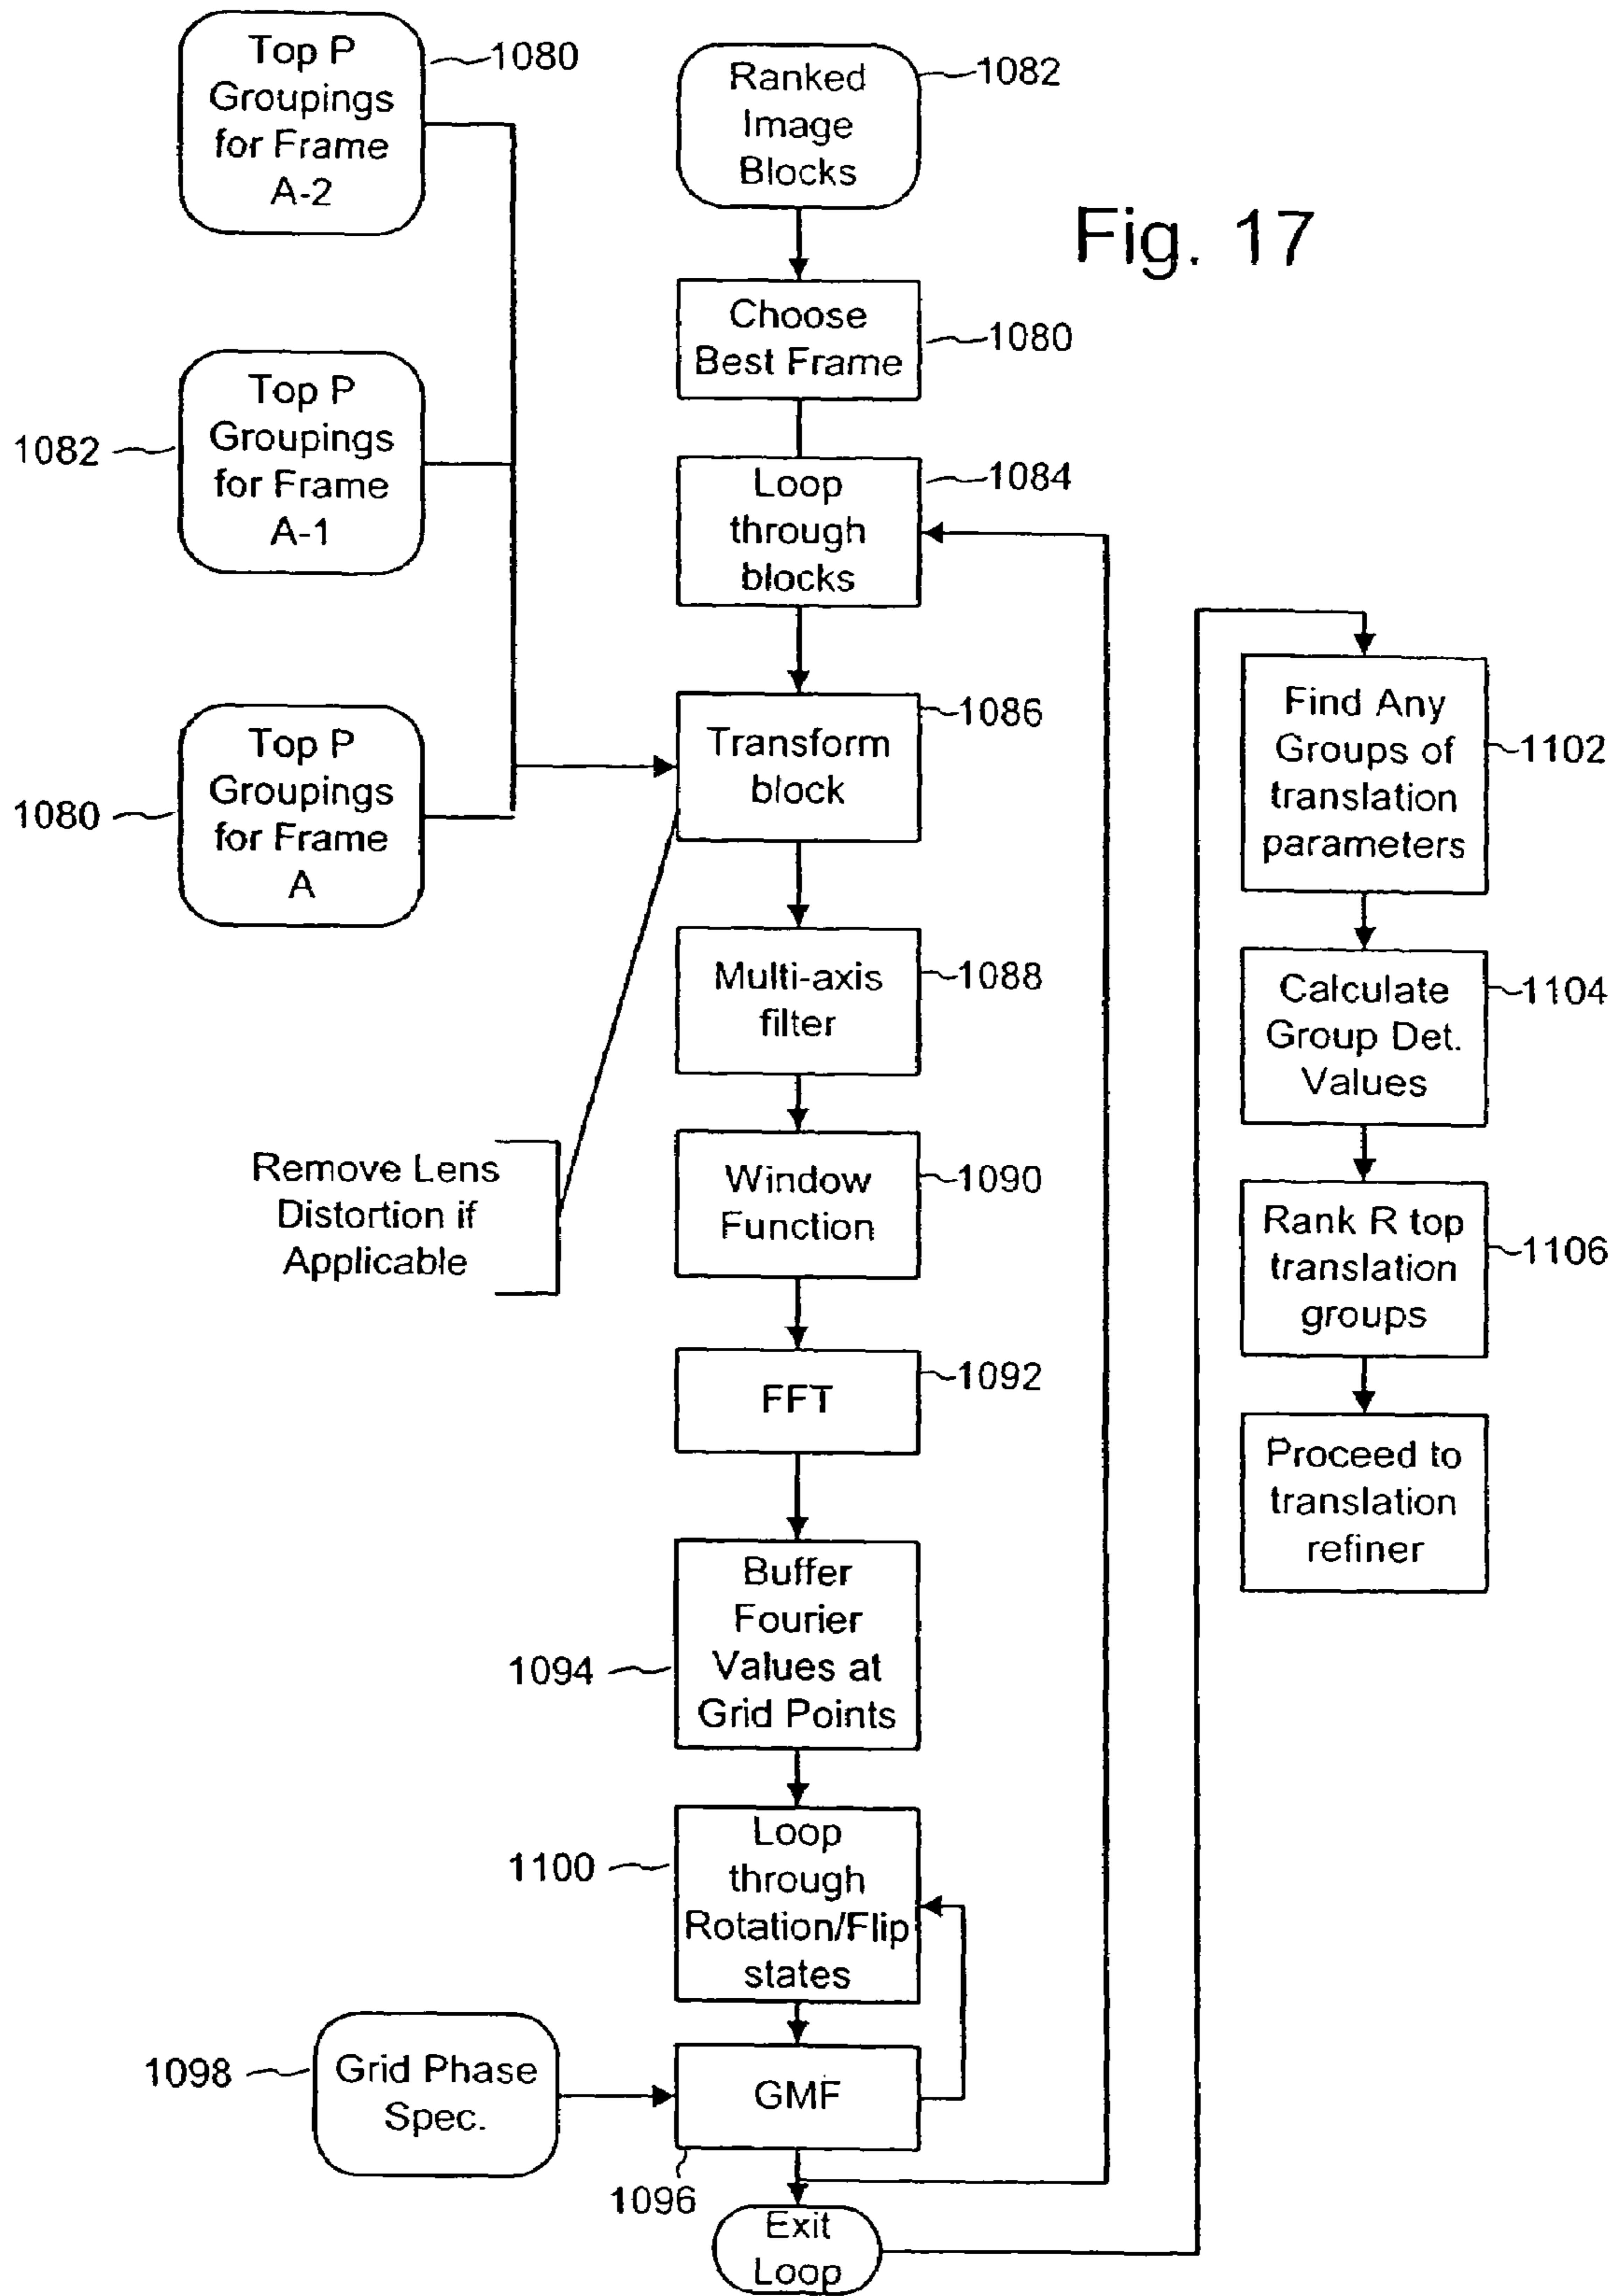 Top P
Groupings
for Frame
A-2
1080
Ranked
Image
Blocks
1082
Fig. 17
Choose
Best Frame
1080
Top P
Groupings
for Frame
A-1
1082
Loop
through
blocks
1084
Top P
Groupings
for Frame
A
1080
Transform
block
1086
Remove Lens
Distortion if
Applicable
Multi-axis
filter
1088
Window
Function
1090
FFT
1092
Buffer
Fourier
Values at
Grid Points
1094
Loop
through
Rotation/Flip
states
1100
Grid Phase
Spec.
1098
GMF
1096
Exit
Loop
Find Any
Groups of
translation
parameters
1102
Calculate
Group Det.
Values
1104
Rank R top
translation
groups
1106
Proceed to
translation
refiner